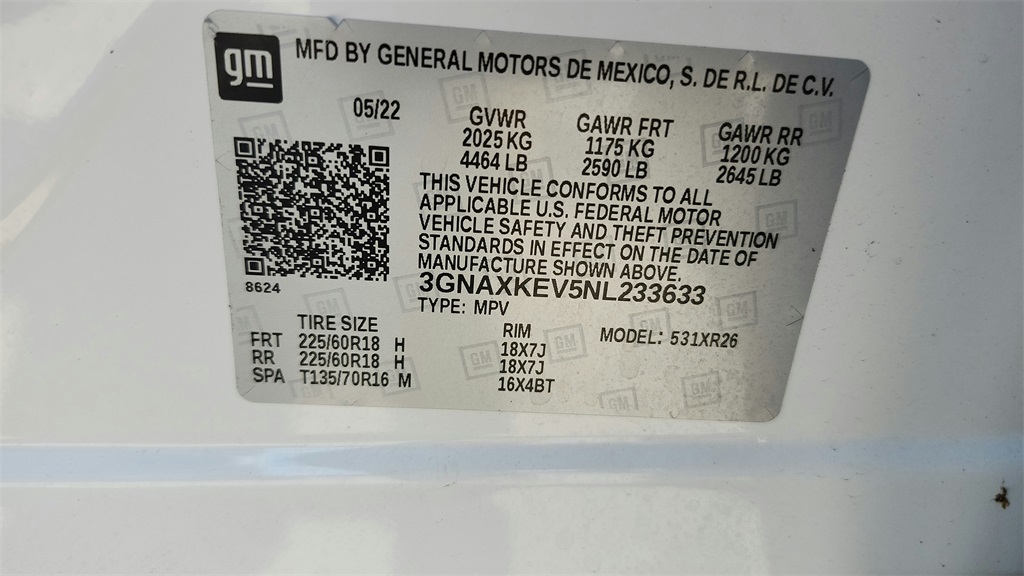 gm
MFD BY GENERAL MOTORS DE MEXICO, S. DE R.L. DE C.V.
05/22 GVWR GAWR FRT GAWR RR
2025 KG 1175 KG 1200 KG
4464 LB 2590 LB 2645 LB
THIS VEHICLE CONFORMS TO ALL
APPLICABLE U.S. FEDERAL MOTOR
VEHICLE SAFETY AND THEFT PREVENTION
STANDARDS IN EFFECT ON THE DATE OF
MANUFACTURE SHOWN ABOVE.
8624
3GNAXKEV5NL233633
TYPE: MPV
TIRE SIZE RIM MODEL: 531XR26
FRT 225/60R18 H 18X7J
RR 225/60R18 H 18X7J
SPA T135/70R16 M 16X4BT